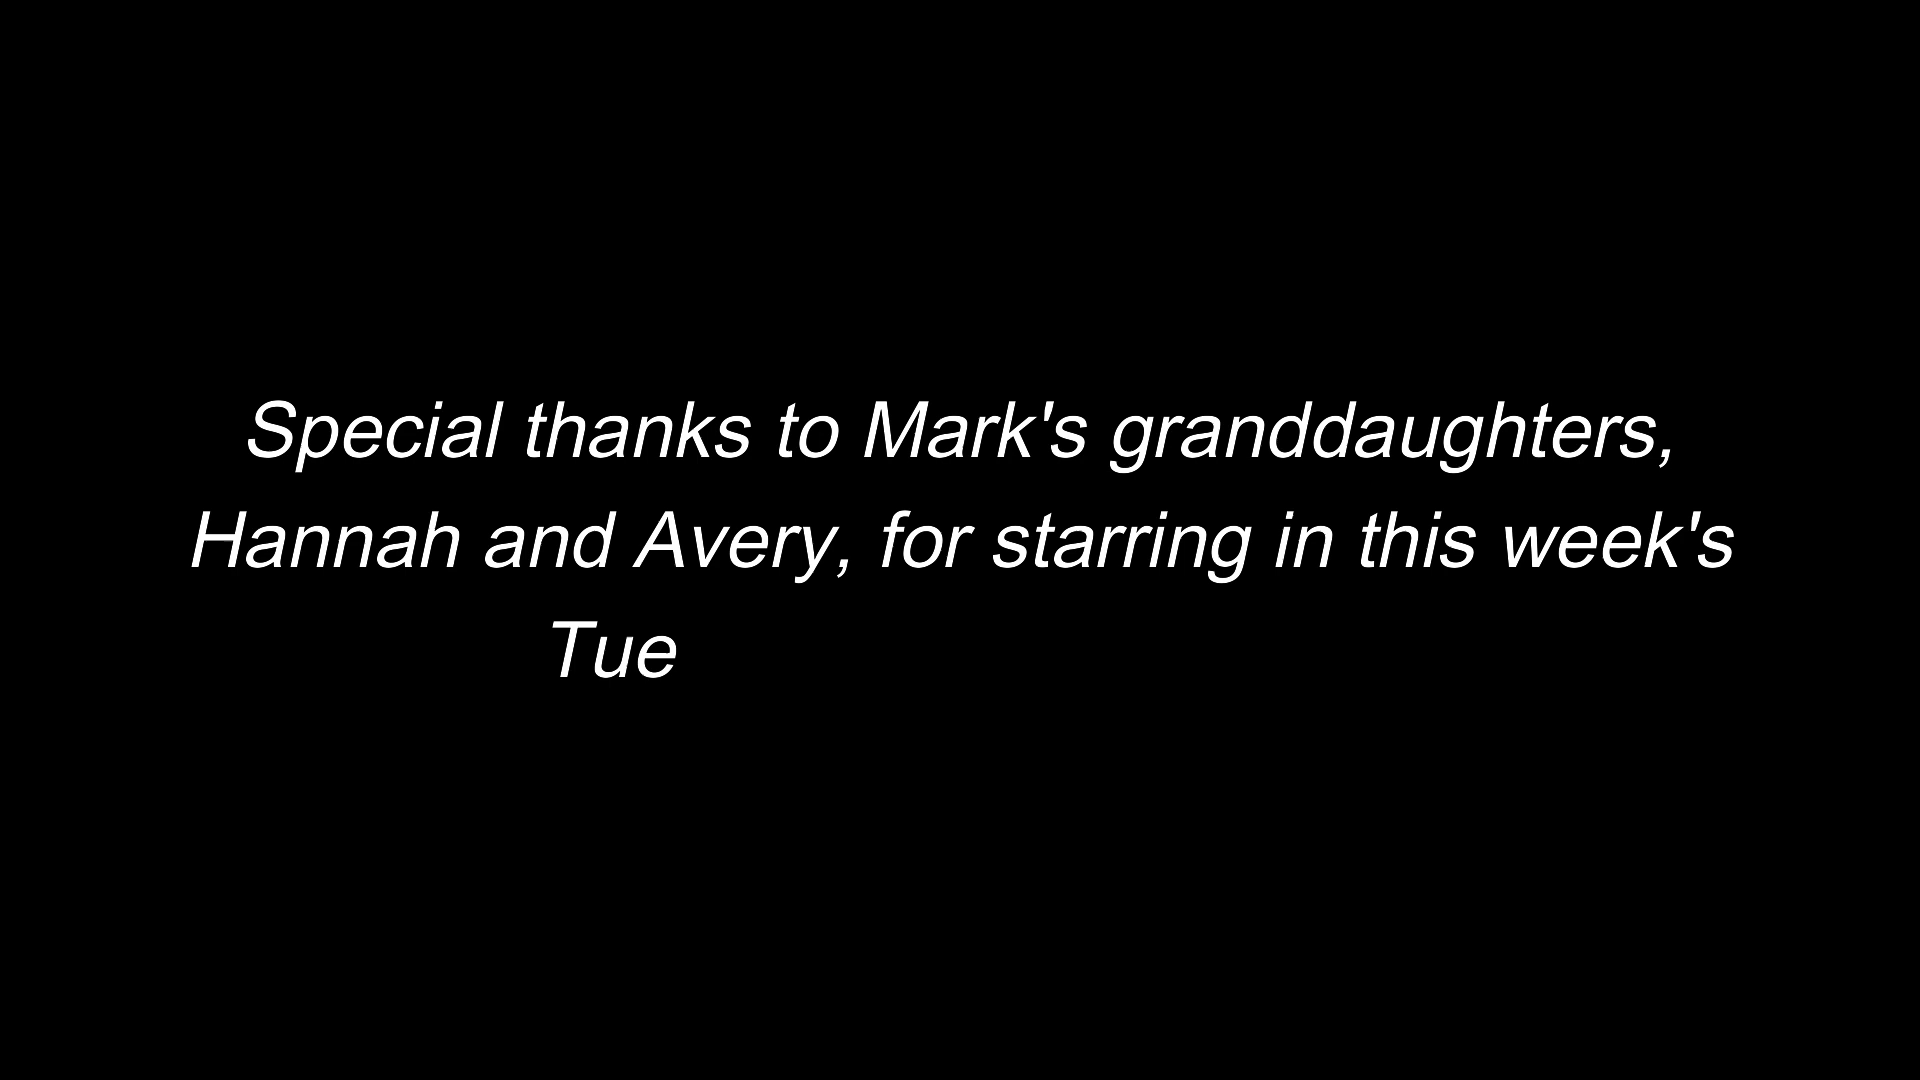 Special thanks to Mark's granddaughters,
Hannah and Avery, for starring in this week's
Tue